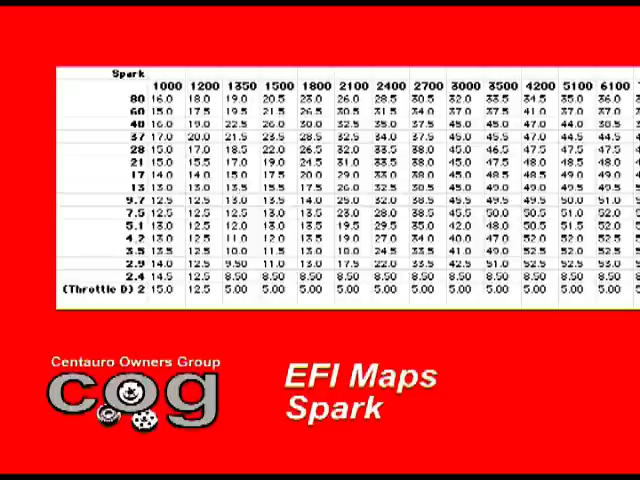 Spark
1000 1200 1350 1500 1800 2100 2400 2700 3000 3500 4200 5100 6100
80 16.0 18.0 19.0 20.5 23.0 26.0 28.5 30.5 32.0 33.5 34.5 35.0 36.0
60 15.0 17.5 19.5 21.5 26.5 30.5 31.5 34.0 37.5 37.5 41.0 37.0 37.0
48 16.0 19.0 22.5 26.0 30.0 32.5 35.0 37.5 45.0 45.0 47.0 44.0 30.5
37 17.0 20.0 21.5 23.5 28.5 32.5 34.0 37.5 45.0 45.5 47.0 44.5 44.5
28 15.0 17.0 18.5 22.0 26.5 33.0 33.5 38.5 45.0 46.5 47.5 47.5 47.5
21 15.0 15.5 17.0 19.0 24.5 31.0 33.5 38.5 45.0 47.5 48.0 48.5 48.0
17 14.0 14.0 15.0 17.5 20.0 29.0 33.0 38.0 45.0 48.5 48.5 49.0 49.0
13 13.0 13.0 13.5 15.5 17.5 26.0 32.5 38.0 45.0 49.0 49.0 49.5 49.5
9.7 12.5 13.0 13.0 13.5 14.0 25.0 32.0 38.5 45.5 49.5 49.5 50.0 51.0
7.5 12.5 12.5 12.0 13.0 13.5 23.0 28.0 38.5 45.5 50.0 50.5 51.0 52.0
5.1 13.0 12.5 12.0 13.0 13.5 19.5 29.5 35.0 42.0 48.0 50.5 51.5 52.0
4.2 13.0 12.5 11.0 12.0 13.0 19.0 27.0 34.0 40.0 47.0 52.0 52.0 52.5
3.5 13.5 12.5 10.0 11.5 13.0 18.0 24.5 33.5 41.0 49.0 52.5 52.5 52.5
2.9 14.0 12.5 9.50 11.0 13.0 17.5 22.0 33.5 42.5 51.0 52.5 52.5 53.0
2.4 14.5 12.5 8.50 8.50 8.50 8.50 8.50 8.50 8.50 8.50 8.50 8.50 8.50
(Throttle D) 2 15.0 12.5 5.00 5.00 5.00 5.00 5.00 5.00 5.00 5.00 5.00 5.00 5.00
Centauro Owners Group
cog
EFI Maps
Spark